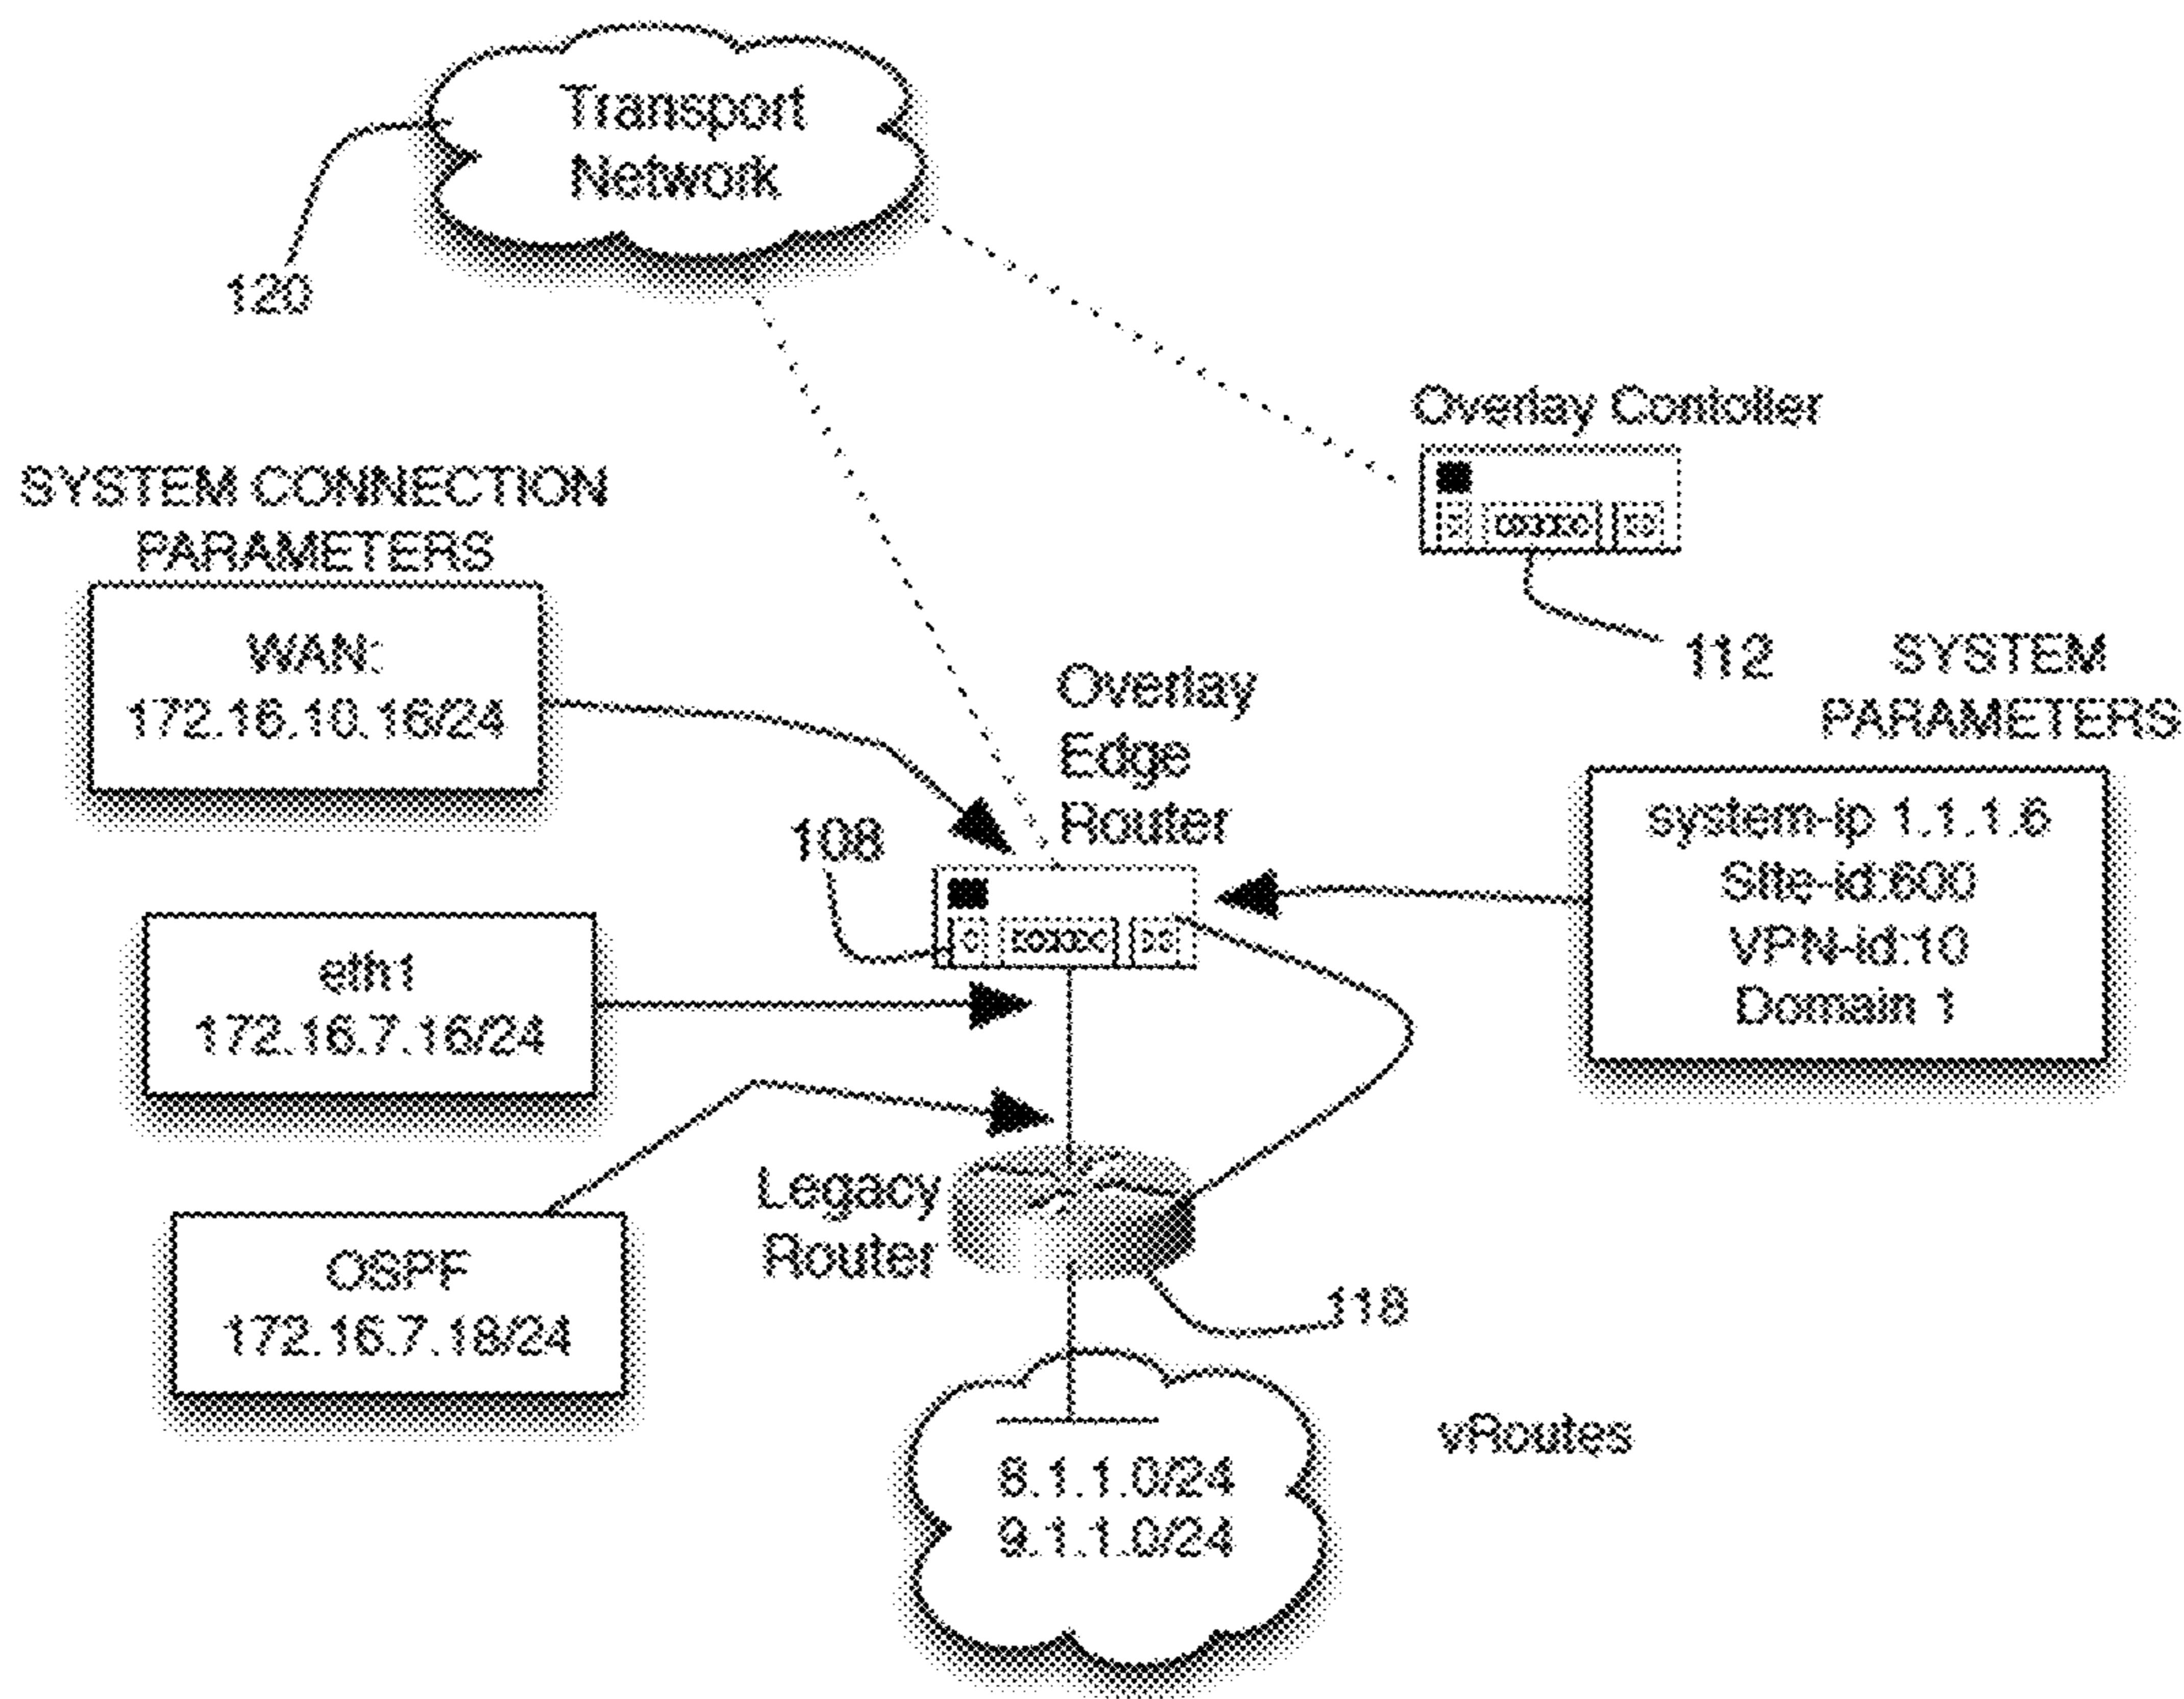 Transport
Network
120
Overlay Contoller
SYSTEM CONNECTION
PARAMETERS
WAN:
172.16.10.16/24
112
SYSTEM
PARAMETERS
Overlay
Edge
Router
108
system-ip 1.1.1.6
Site-id:600
VPN-id:10
Domain 1
eth1
172.16.7.16/24
Legacy
Router
OSPF
172.16.7.18/24
118
vRoutes
8.1.1.0/24
9.1.1.0/24